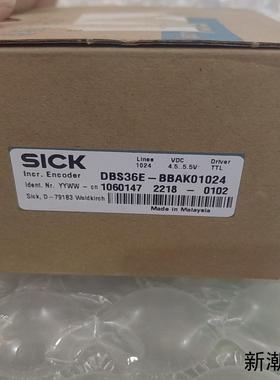 SICK
Lines VDC Driver
1024 4.5...5.5V TTL
Incr. Encoder DBS36E-BBAK01024
Ident. Nr. YYWW - cn 1060147 2218 - 0102
Sick, D - 79183 Waldkirch
Made in Malaysia
新潮